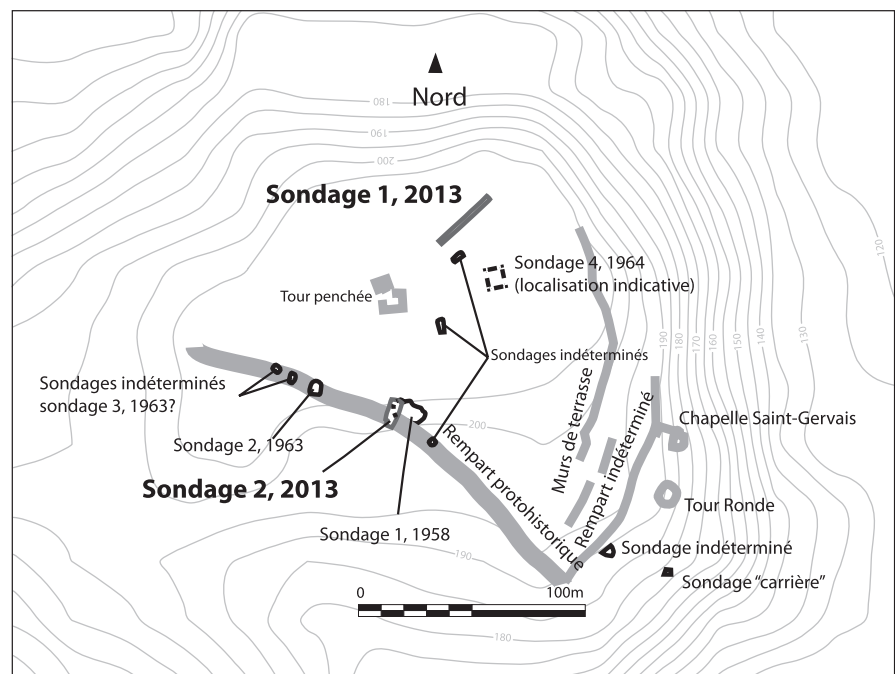 180
Nord
190
200
Sondage 1, 2013
Sondage 4, 1964
(localisation indicative)
Tour penchée
120
190
180
170
160
150
140
130
Sondages indéterminés
Sondages indéterminés
sondage 3, 1963?
Murs de terrasse
Rempart indéterminé
Chapelle Saint-Gervais
200
Rempart protohistorique
Sondage 2, 1963
Sondage 2, 2013
Tour Ronde
Sondage 1, 1958
Sondage indéterminé
190
Sondage “carrière”
0 100m
180